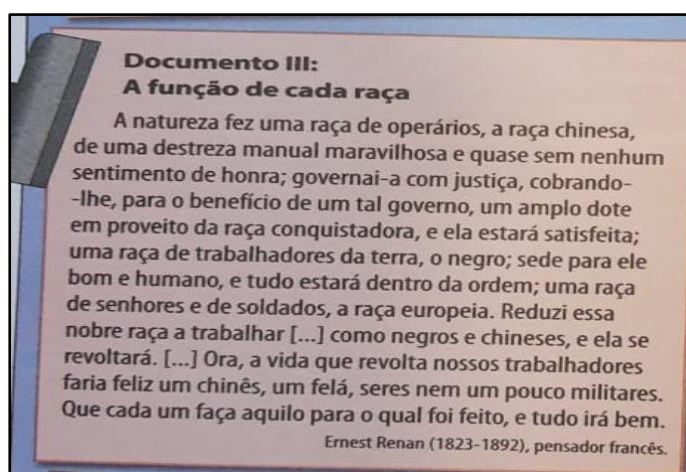 Documento III:
A função de cada raça
A natureza fez uma raça de operários, a raça chinesa,
de uma destreza manual maravilhosa e quase sem nenhum
sentimento de honra; governai-a com justiça, cobrando-
-lhe, para o benefício de um tal governo, um amplo dote
em proveito da raça conquistadora, e ela estará satisfeita;
uma raça de trabalhadores da terra, o negro; sede para ele
bom e humano, e tudo estará dentro da ordem; uma raça
de senhores e de soldados, a raça europeia. Reduzi essa
nobre raça a trabalhar [...] como negros e chineses, e ela se
revoltará. [...] Ora, a vida que revolta nossos trabalhadores
faria feliz um chinês, um felá, seres nem um pouco militares.
Que cada um faça aquilo para o qual foi feito, e tudo irá bem.
Ernest Renan (1823-1892), pensador francês.